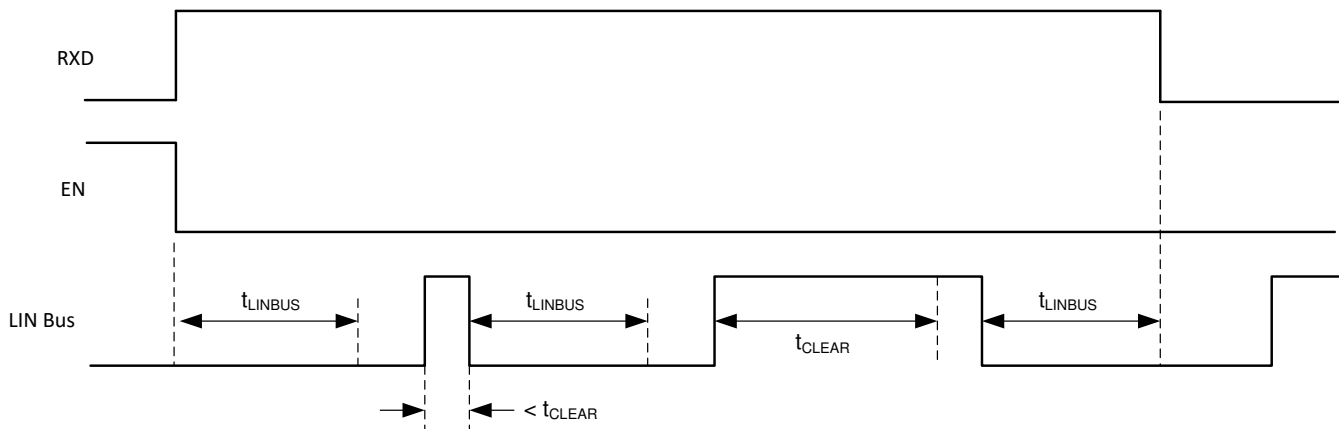 RXD
EN
LIN Bus
tLINBUS
tLINBUS
tCLEAR
tLINBUS
< tCLEAR